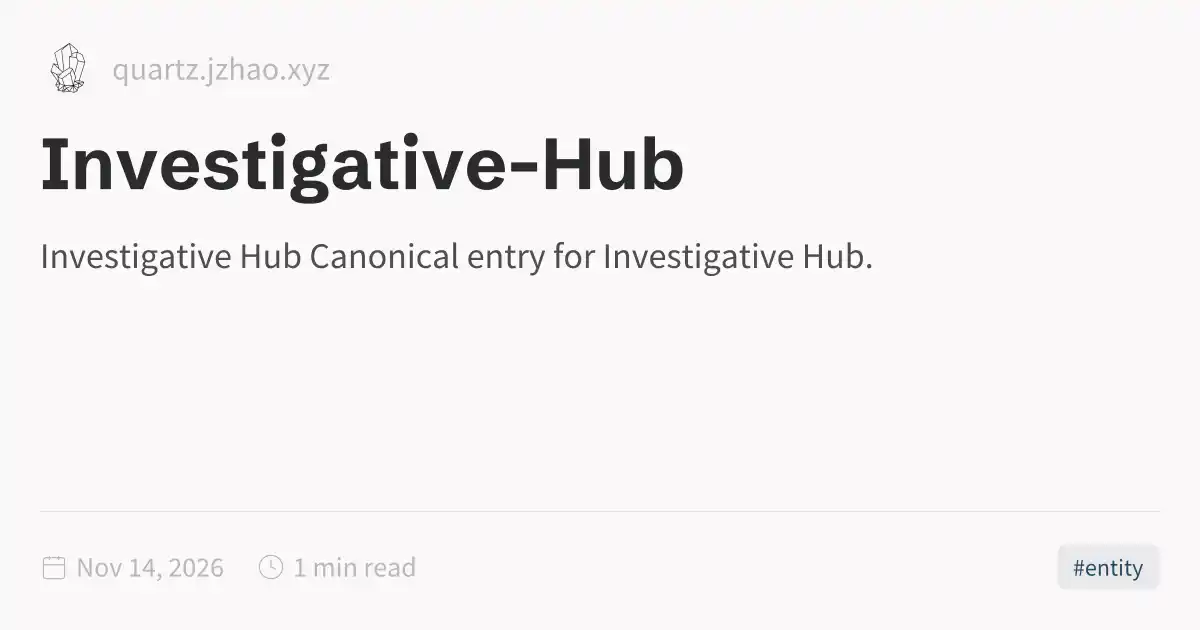 quartz.jzhao.xyz
Investigative-Hub
Investigative Hub Canonical entry for Investigative Hub.
Nov 14, 2026 1 min read #entity